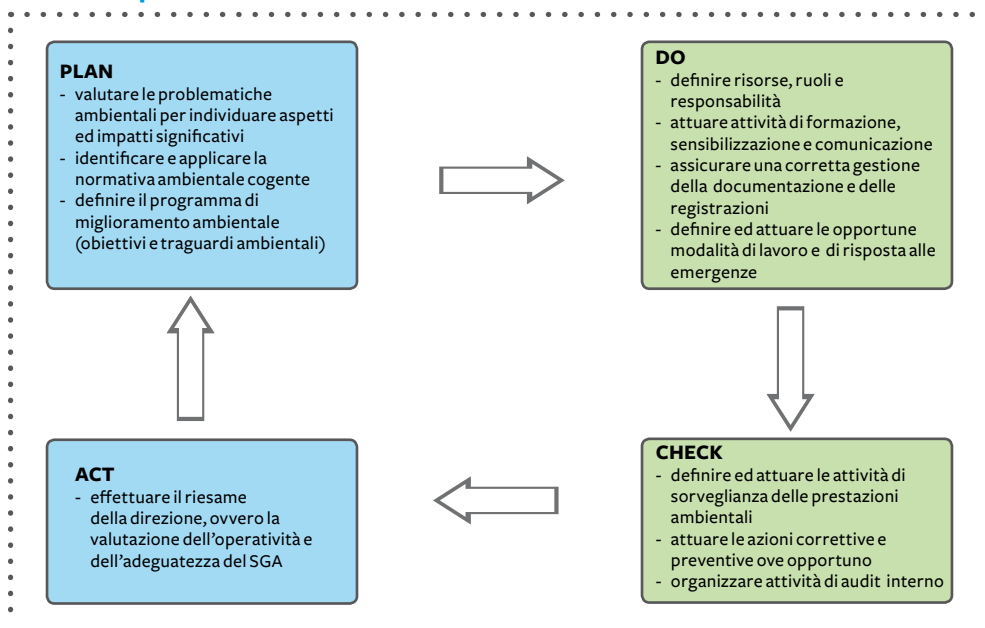 PLAN
- valutare le problematiche
ambientali per individuare aspetti
ed impatti significativi
- identificare e applicare la
normativa ambientale cogente
- definire il programma di
miglioramento ambientale
(obiettivi e traguardi ambientali)
DO
- definire risorse, ruoli e
responsabilità
- attuare attività di formazione,
sensibilizzazione e comunicazione
- assicurare una corretta gestione
della documentazione e delle
registrazioni
- definire ed attuare le opportune
modalità di lavoro e di risposta alle
emergenze
CHECK
- definire ed attuare le attività di
sorveglianza delle prestazioni
ambientali
- attuare le azioni correttive e
preventive ove opportuno
- organizzare attività di audit interno
ACT
- effettuare il riesame
della direzione, ovvero la
valutazione dell'operatività e
dell'adeguatezza del SGA